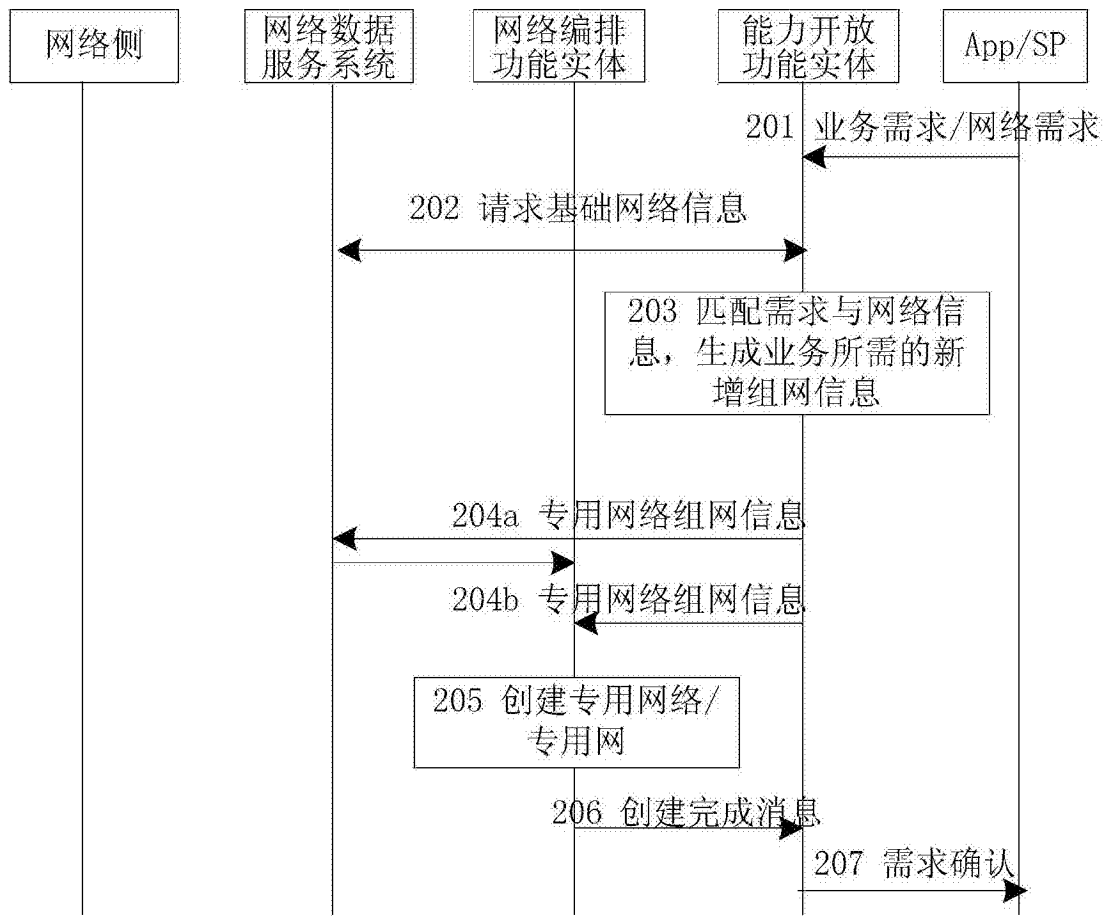 网络侧
网络数据
服务系统
网络编排
功能实体
能力开放
功能实体
App/SP
201 业务需求/网络需求
202 请求基础网络信息
203 匹配需求与网络信
息，生成业务所需的新
增组网信息
204a 专用网络组网信息
204b 专用网络组网信息
205 创建专用网络/
专用网
206 创建完成消息
207 需求确认